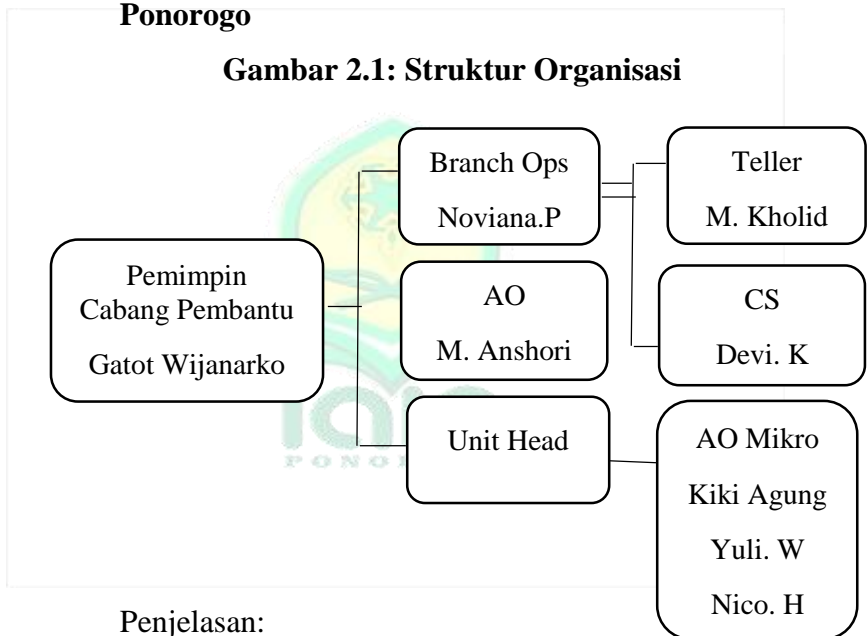 Ponorogo
Gambar 2.1: Struktur Organisasi
Branch Ops
Noviana.P
Teller
M. Kholid
Pemimpin
Cabang Pembantu
Gatot Wijanarko
AO
M. Anshori
CS
Devi. K
Unit Head
AO Mikro
Kiki Agung
Yuli. W
Nico. H
Penjelasan: